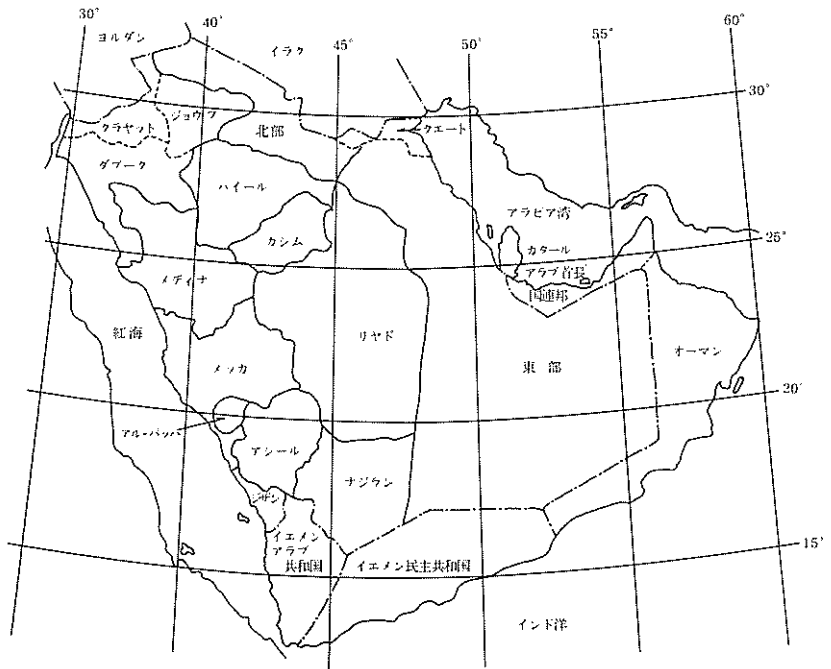 30°
40°
45°
50°
55°
60°
ヨルダン
イラク
30°
ジョウフ
クラヤット
北部
クエート
タブーク
ハイール
アラビア湾
カシム
カタール
25°
メディナ
アラブ首長
国連邦
紅海
リヤド
メッカ
東部
オーマン
20°
アル・バッハ
アシール
ナジラン
ジザン
イエメン
アラブ
共和国
イエメン民主共和国
15°
インド洋